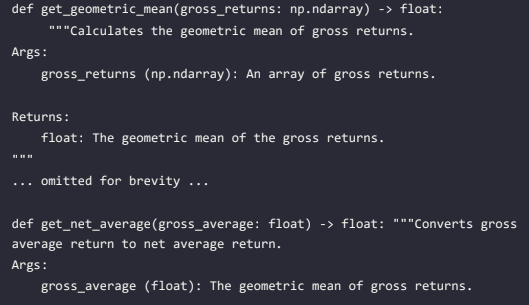 def get_geometric_mean(gross_returns: np.ndarray) -> float:
     """Calculates the geometric mean of gross returns.
Args:
    gross_returns (np.ndarray): An array of gross returns.

Returns:
    float: The geometric mean of the gross returns.
"""
... omitted for brevity ...

def get_net_average(gross_average: float) -> float: """Converts gross
average return to net average return.
Args:
    gross_average (float): The geometric mean of gross returns.